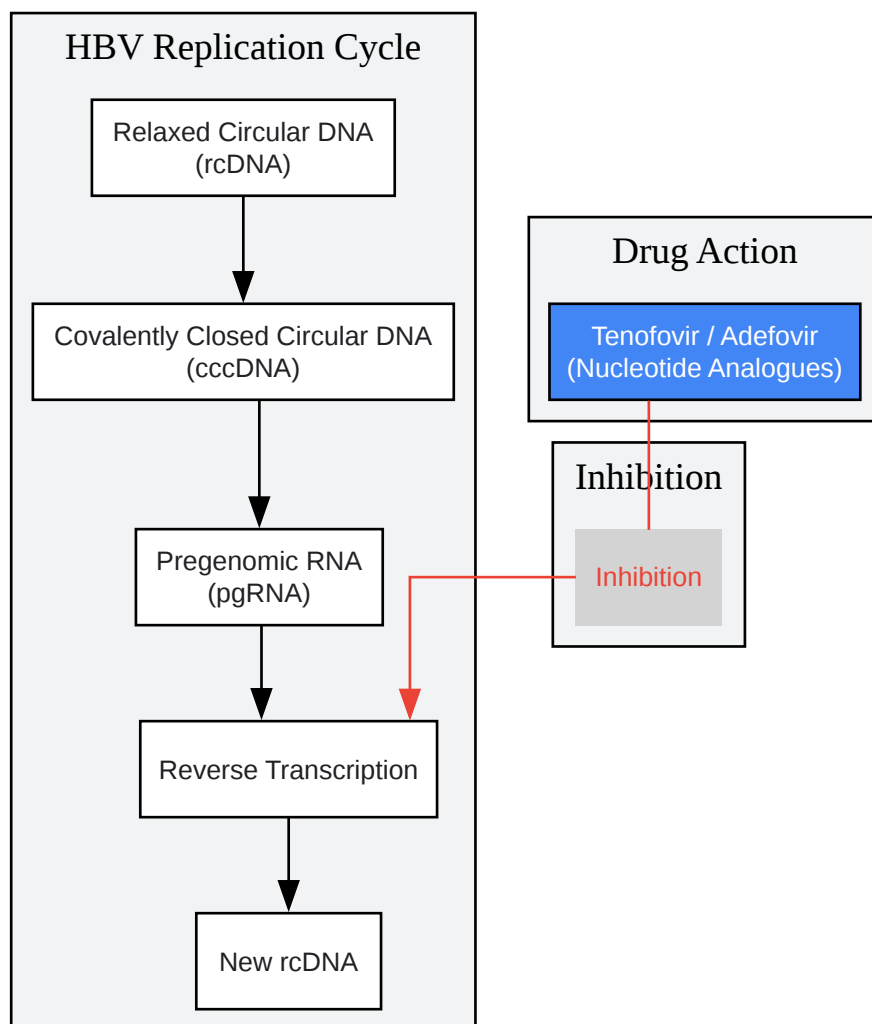 HBV Replication Cycle
Relaxed Circular DNA
(rcDNA)
Covalently Closed Circular DNA
(cccDNA)
Pregenomic RNA
(pgRNA)
Reverse Transcription
New rcDNA
Drug Action
Tenofovir / Adefovir
(Nucleotide Analogues)
Inhibition
Inhibition